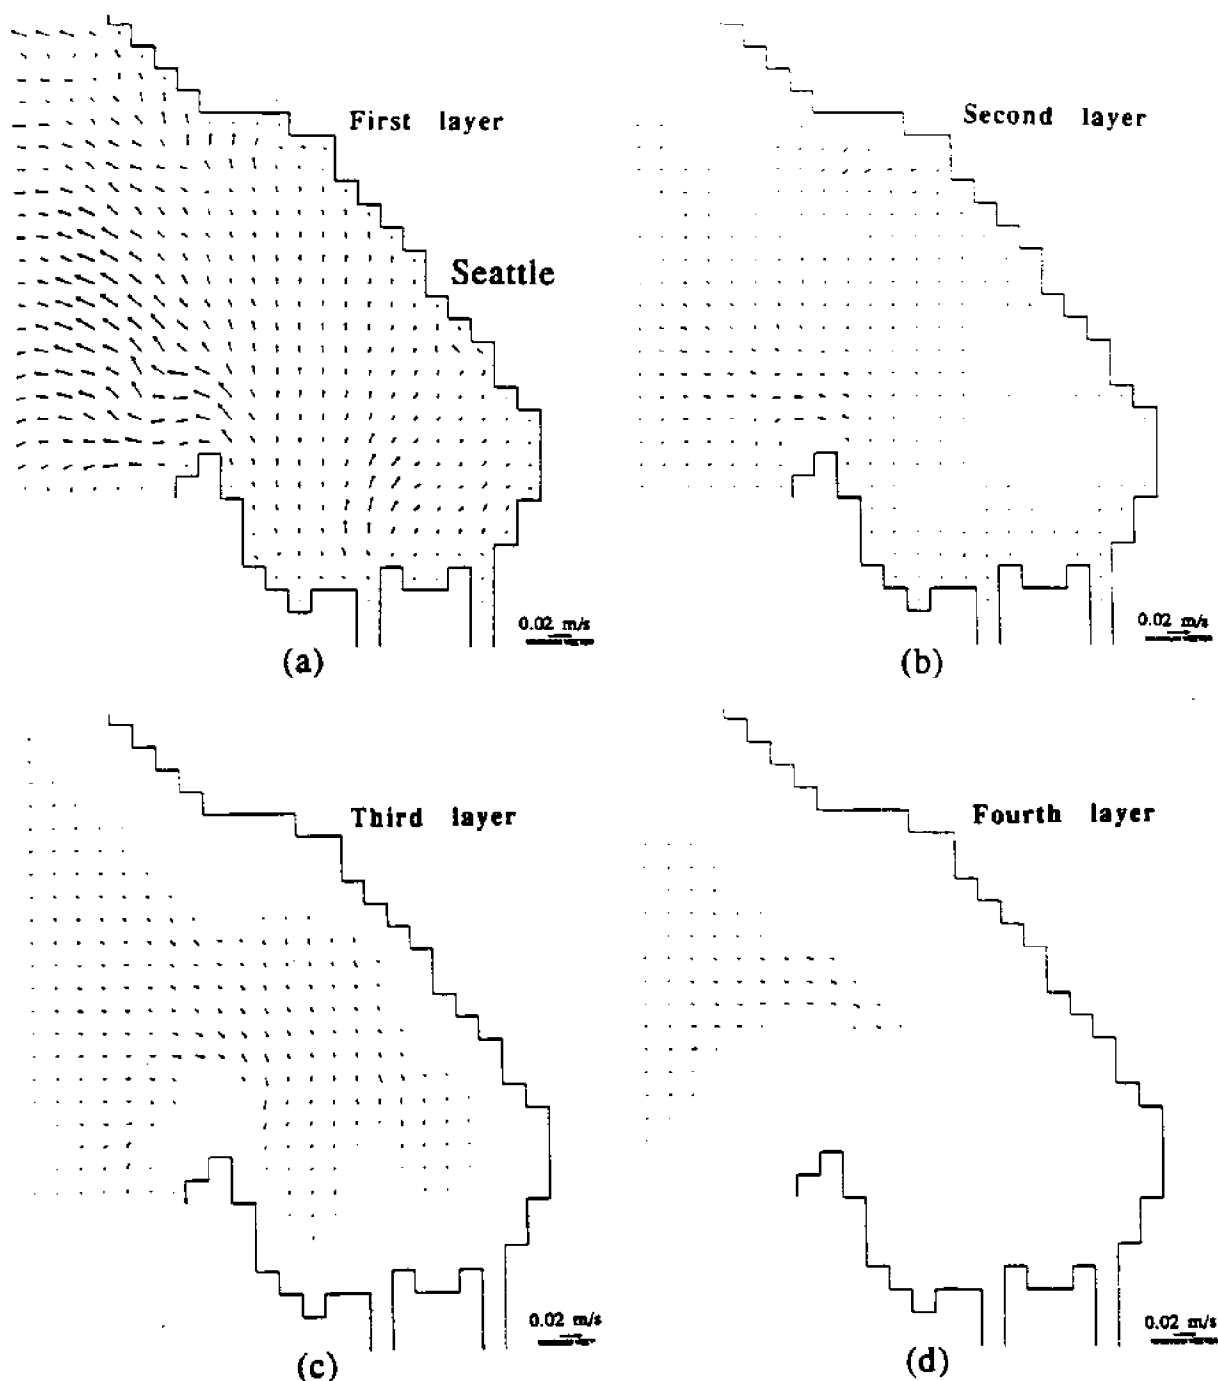 First layer
Seattle
0.02 m/s
(a)
Second layer
0.02 m/s
(b)
Third layer
0.02 m/s
(c)
Fourth layer
0.02 m/s
(d)